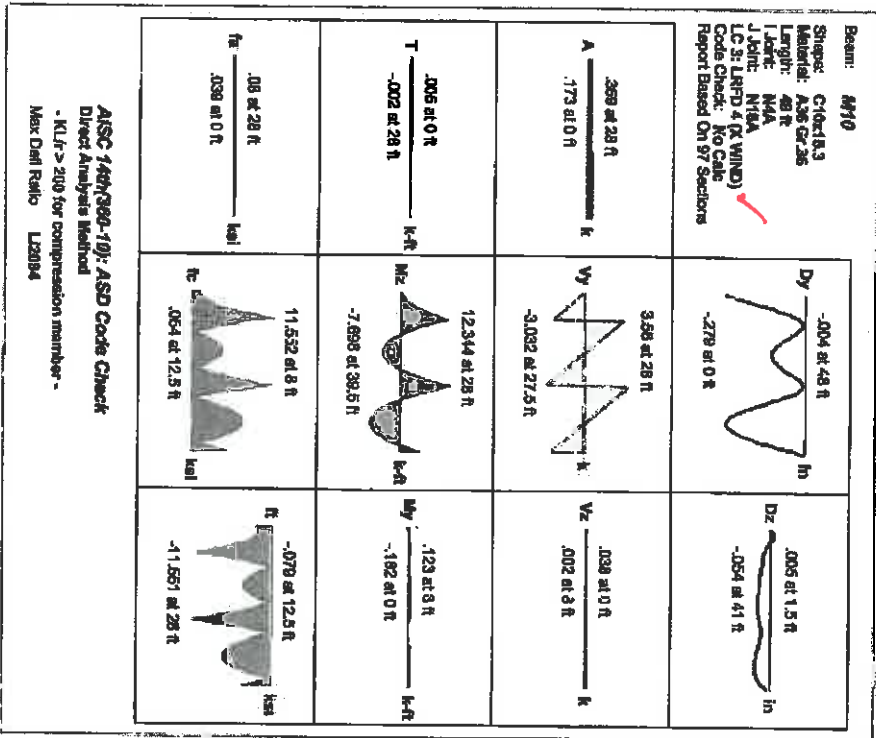 Beam: M10
Shape: C10x15.3
Material: A36 Gr.36
Length: 48 ft
I Joint: N4A
J Joint: N18A
LC 3: LRFD 4 (X WIND)
Code Check: No Calc
Report Based On 97 Sections
Dy
-.004 at 48 ft
-.279 at 0 ft
in
Dz
.005 at 1.5 ft
-.054 at 41 ft
in
A
.369 at 28 ft
.173 at 0 ft
k
Vy
3.56 at 28 ft
-3.032 at 27.5 ft
k
Vz
.038 at 0 ft
.002 at 8 ft
k
T
.005 at 0 ft
-.002 at 28 ft
k-ft
Mz
12.314 at 28 ft
-7.698 at 39.5 ft
k-ft
My
.123 at 8 ft
-.182 at 0 ft
k-ft
fa
.08 at 28 ft
.039 at 0 ft
ksi
fc
11.552 at 8 ft
.064 at 12.5 ft
ksi
ft
-.079 at 12.5 ft
-11.551 at 28 ft
ksi
AISC 14th(360-10): ASD Code Check
Direct Analysis Method
- KL/r > 200 for compression member -
Max Defl Ratio L/2084